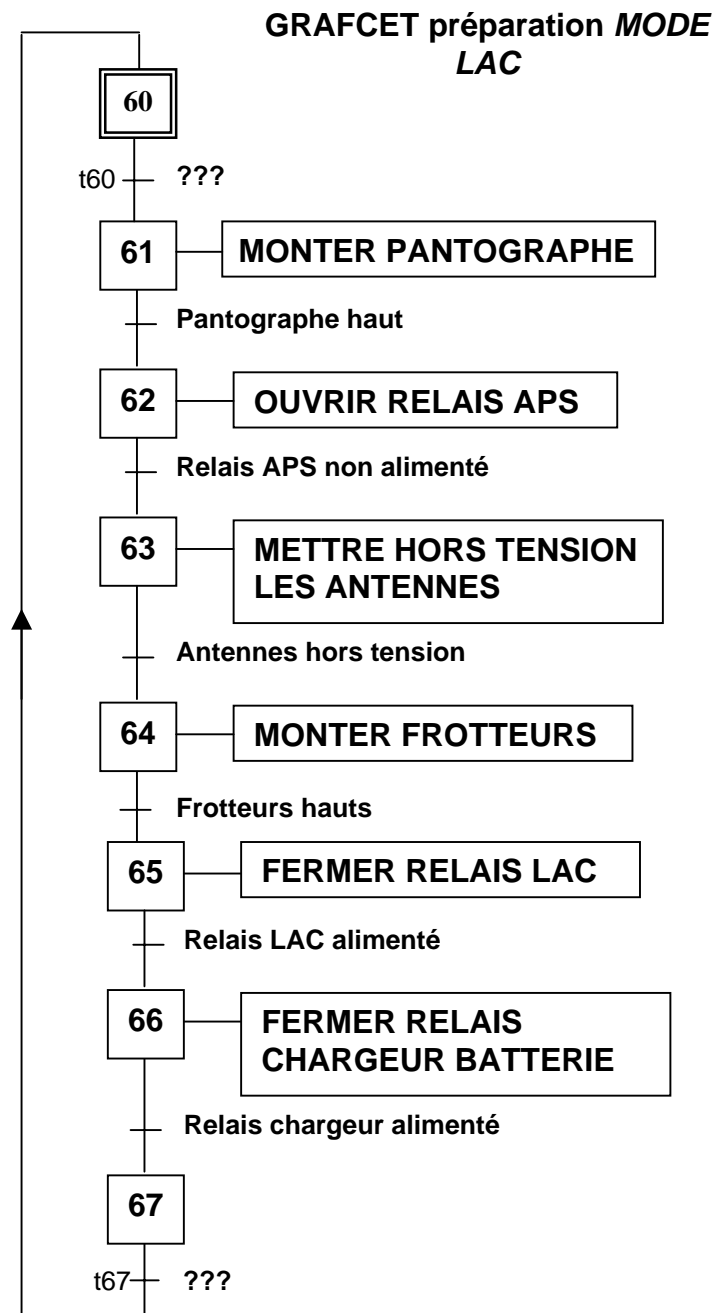 GRAFCET préparation MODE
LAC
60
t60 ???
61 MONTER PANTOGRAPHE
Pantographe haut
62 OUVRIR RELAIS APS
Relais APS non alimenté
63 METTRE HORS TENSION
LES ANTENNES
Antennes hors tension
64 MONTER FROTTEURS
Frotteurs hauts
65 FERMER RELAIS LAC
Relais LAC alimenté
66 FERMER RELAIS
CHARGEUR BATTERIE
Relais chargeur alimenté
67
t67 ???